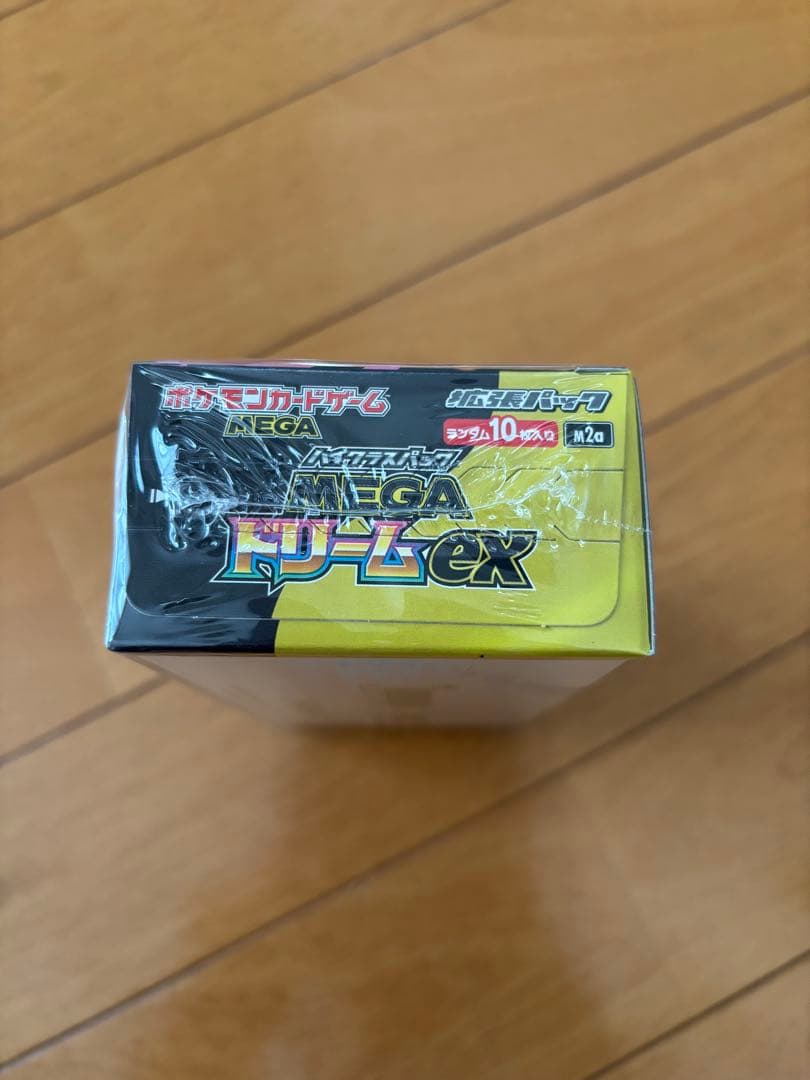 ポケモンカードゲーム
MEGA
拡張パック
ランダム10枚入り
M2a
ハイクラスパック
MEGA
ドリームex